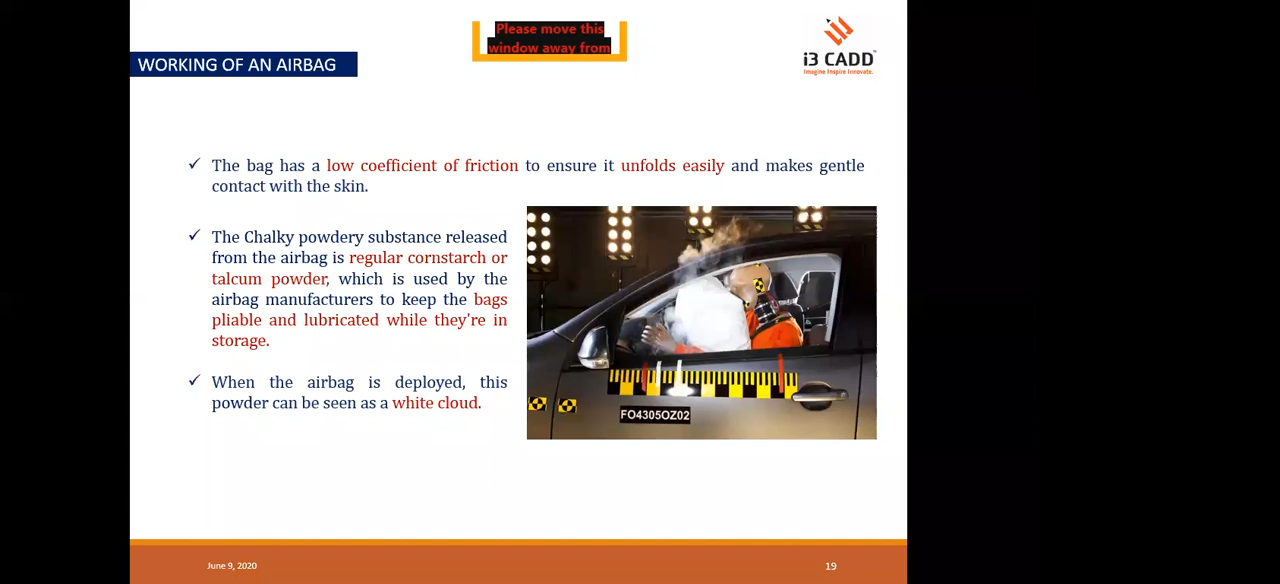 Please move this
window away from
i3 CADD
Imagine Inspire Innovate.
WORKING OF AN AIRBAG
✓ The bag has a low coefficient of friction to ensure it unfolds easily and makes gentle
contact with the skin.
✓ The Chalky powdery substance released
from the airbag is regular cornstarch or
talcum powder, which is used by the
airbag manufacturers to keep the bags
pliable and lubricated while they're in
storage.
✓ When the airbag is deployed, this
powder can be seen as a white cloud.
FO4305OZ02
June 9, 2020
19